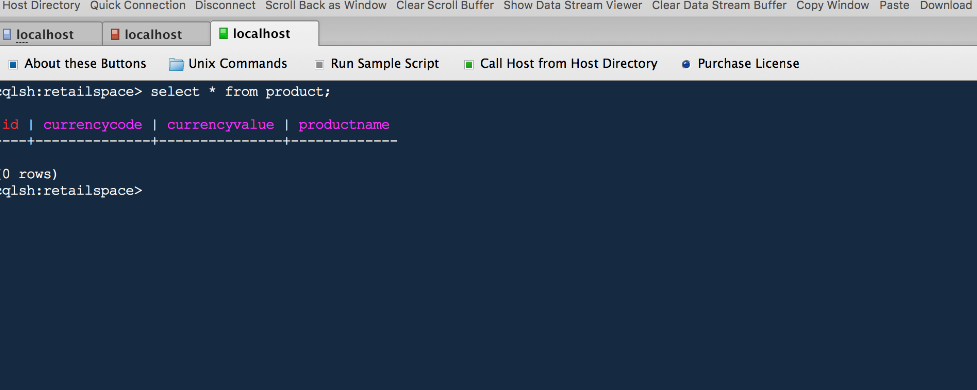 Host Directory Quick Connection Disconnect Scroll Back as Window Clear Scroll Buffer Show Data Stream Viewer Clear Data Stream Buffer Copy Window Paste Download
localhost localhost localhost
About these Buttons Unix Commands Run Sample Script Call Host from Host Directory Purchase License
cqlsh:retailspace> select * from product;
id | currencycode | currencyvalue | productname
----+--------------+---------------+-------------
(0 rows)
cqlsh:retailspace>